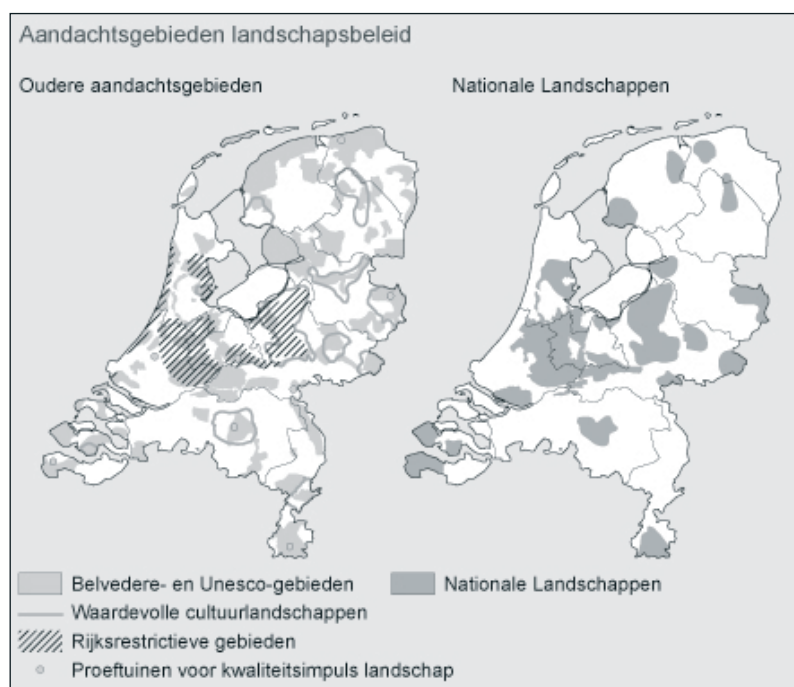 Aandachtsgebieden landschapsbeleid
Oudere aandachtsgebieden
Nationale Landschappen
Belvedere- en Unesco-gebieden
Nationale Landschappen
Waardevolle cultuurlandschappen
Rijksrestrictieve gebieden
Proeftuinen voor kwaliteitsimpuls landschap